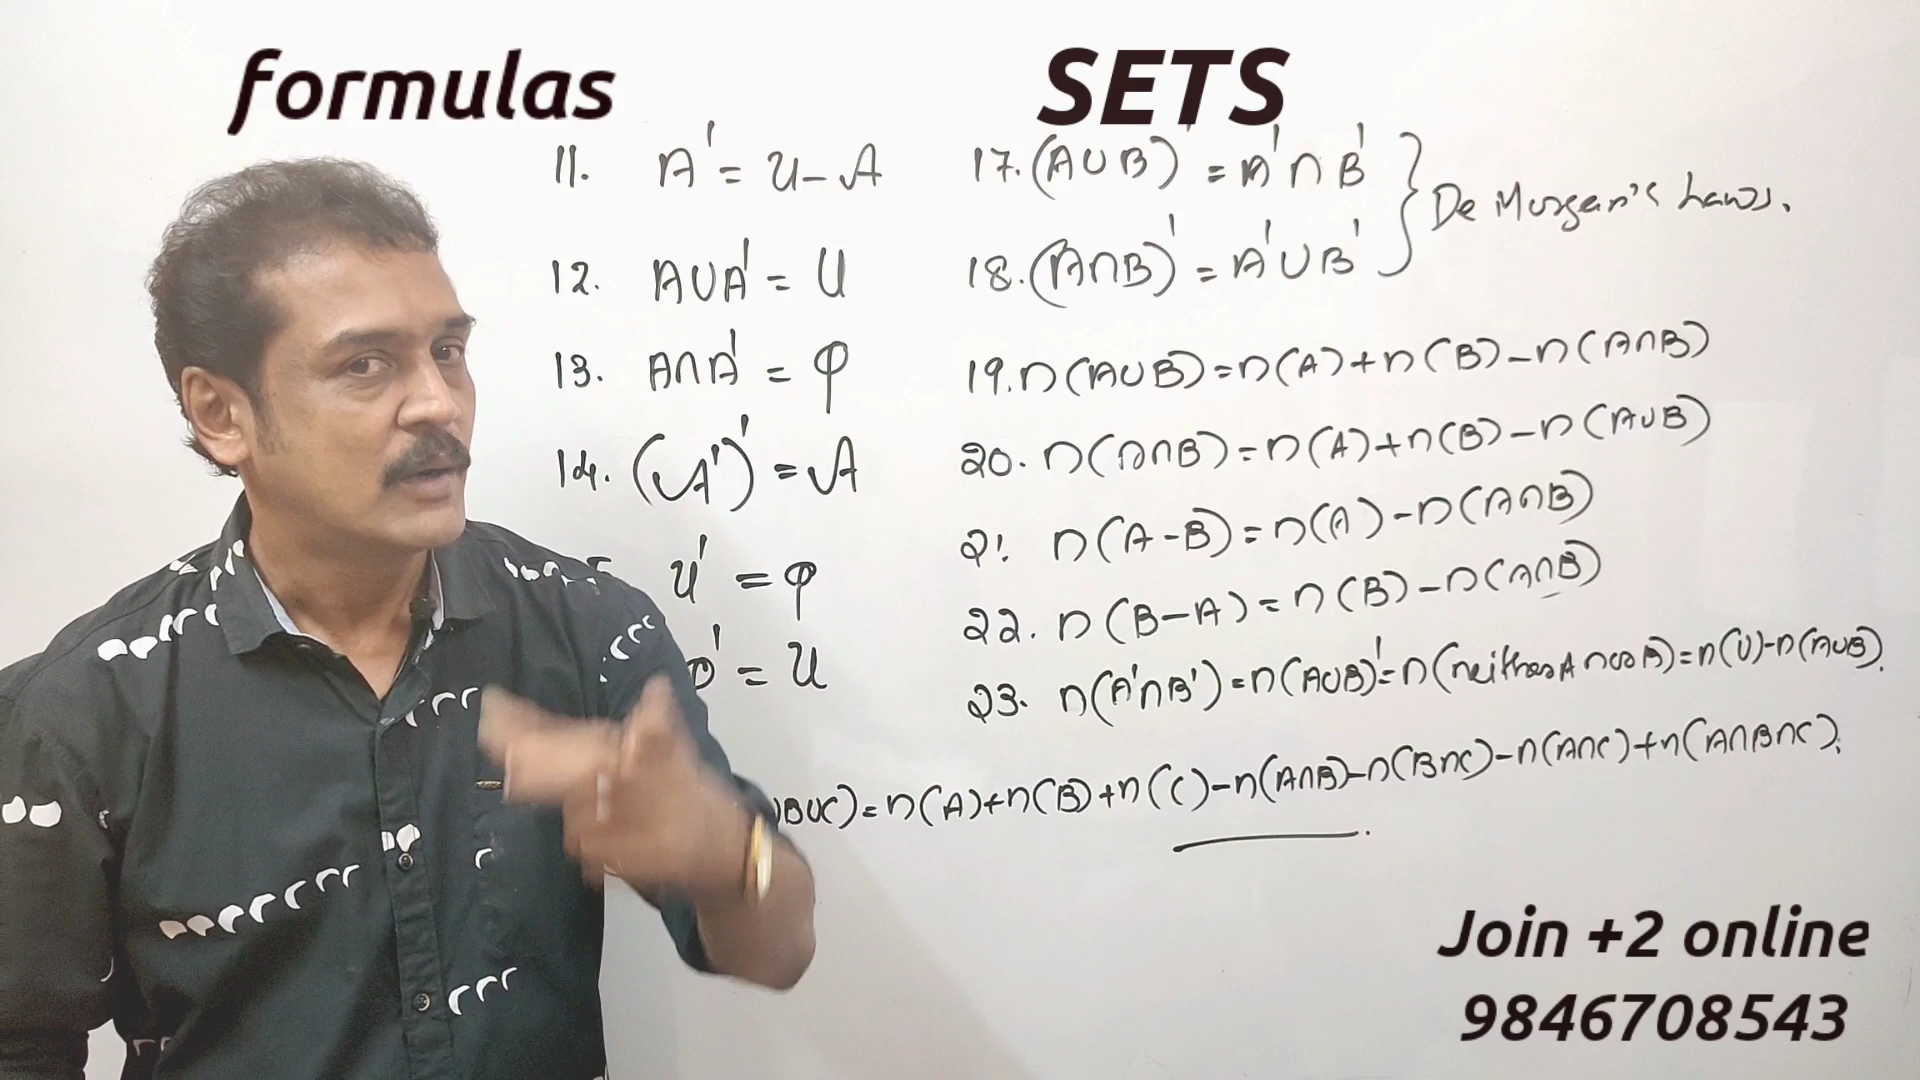 formulas
SETS
11. A' = U - A
12. A∪A' = U
13. A∩A' = φ
14. (A')' = A
U' = φ
φ' = U
17. (A∪B)' = A'∩B'
18. (A∩B)' = A'∪B'
De Morgan's Laws.
19. n(A∪B) = n(A)+n(B)-n(A∩B)
20. n(A∩B) = n(A)+n(B)-n(A∪B)
21. n(A-B) = n(A)-n(A∩B)
22. n(B-A) = n(B)-n(A∩B)
23. n(A'∩B') = n(A∪B)' = n(neither A nor B) = n(U)-n(A∪B).
B∪C) = n(A)+n(B)+n(C)-n(A∩B)-n(B∩C)-n(A∩C)+n(A∩B∩C).
Join +2 online
9846708543